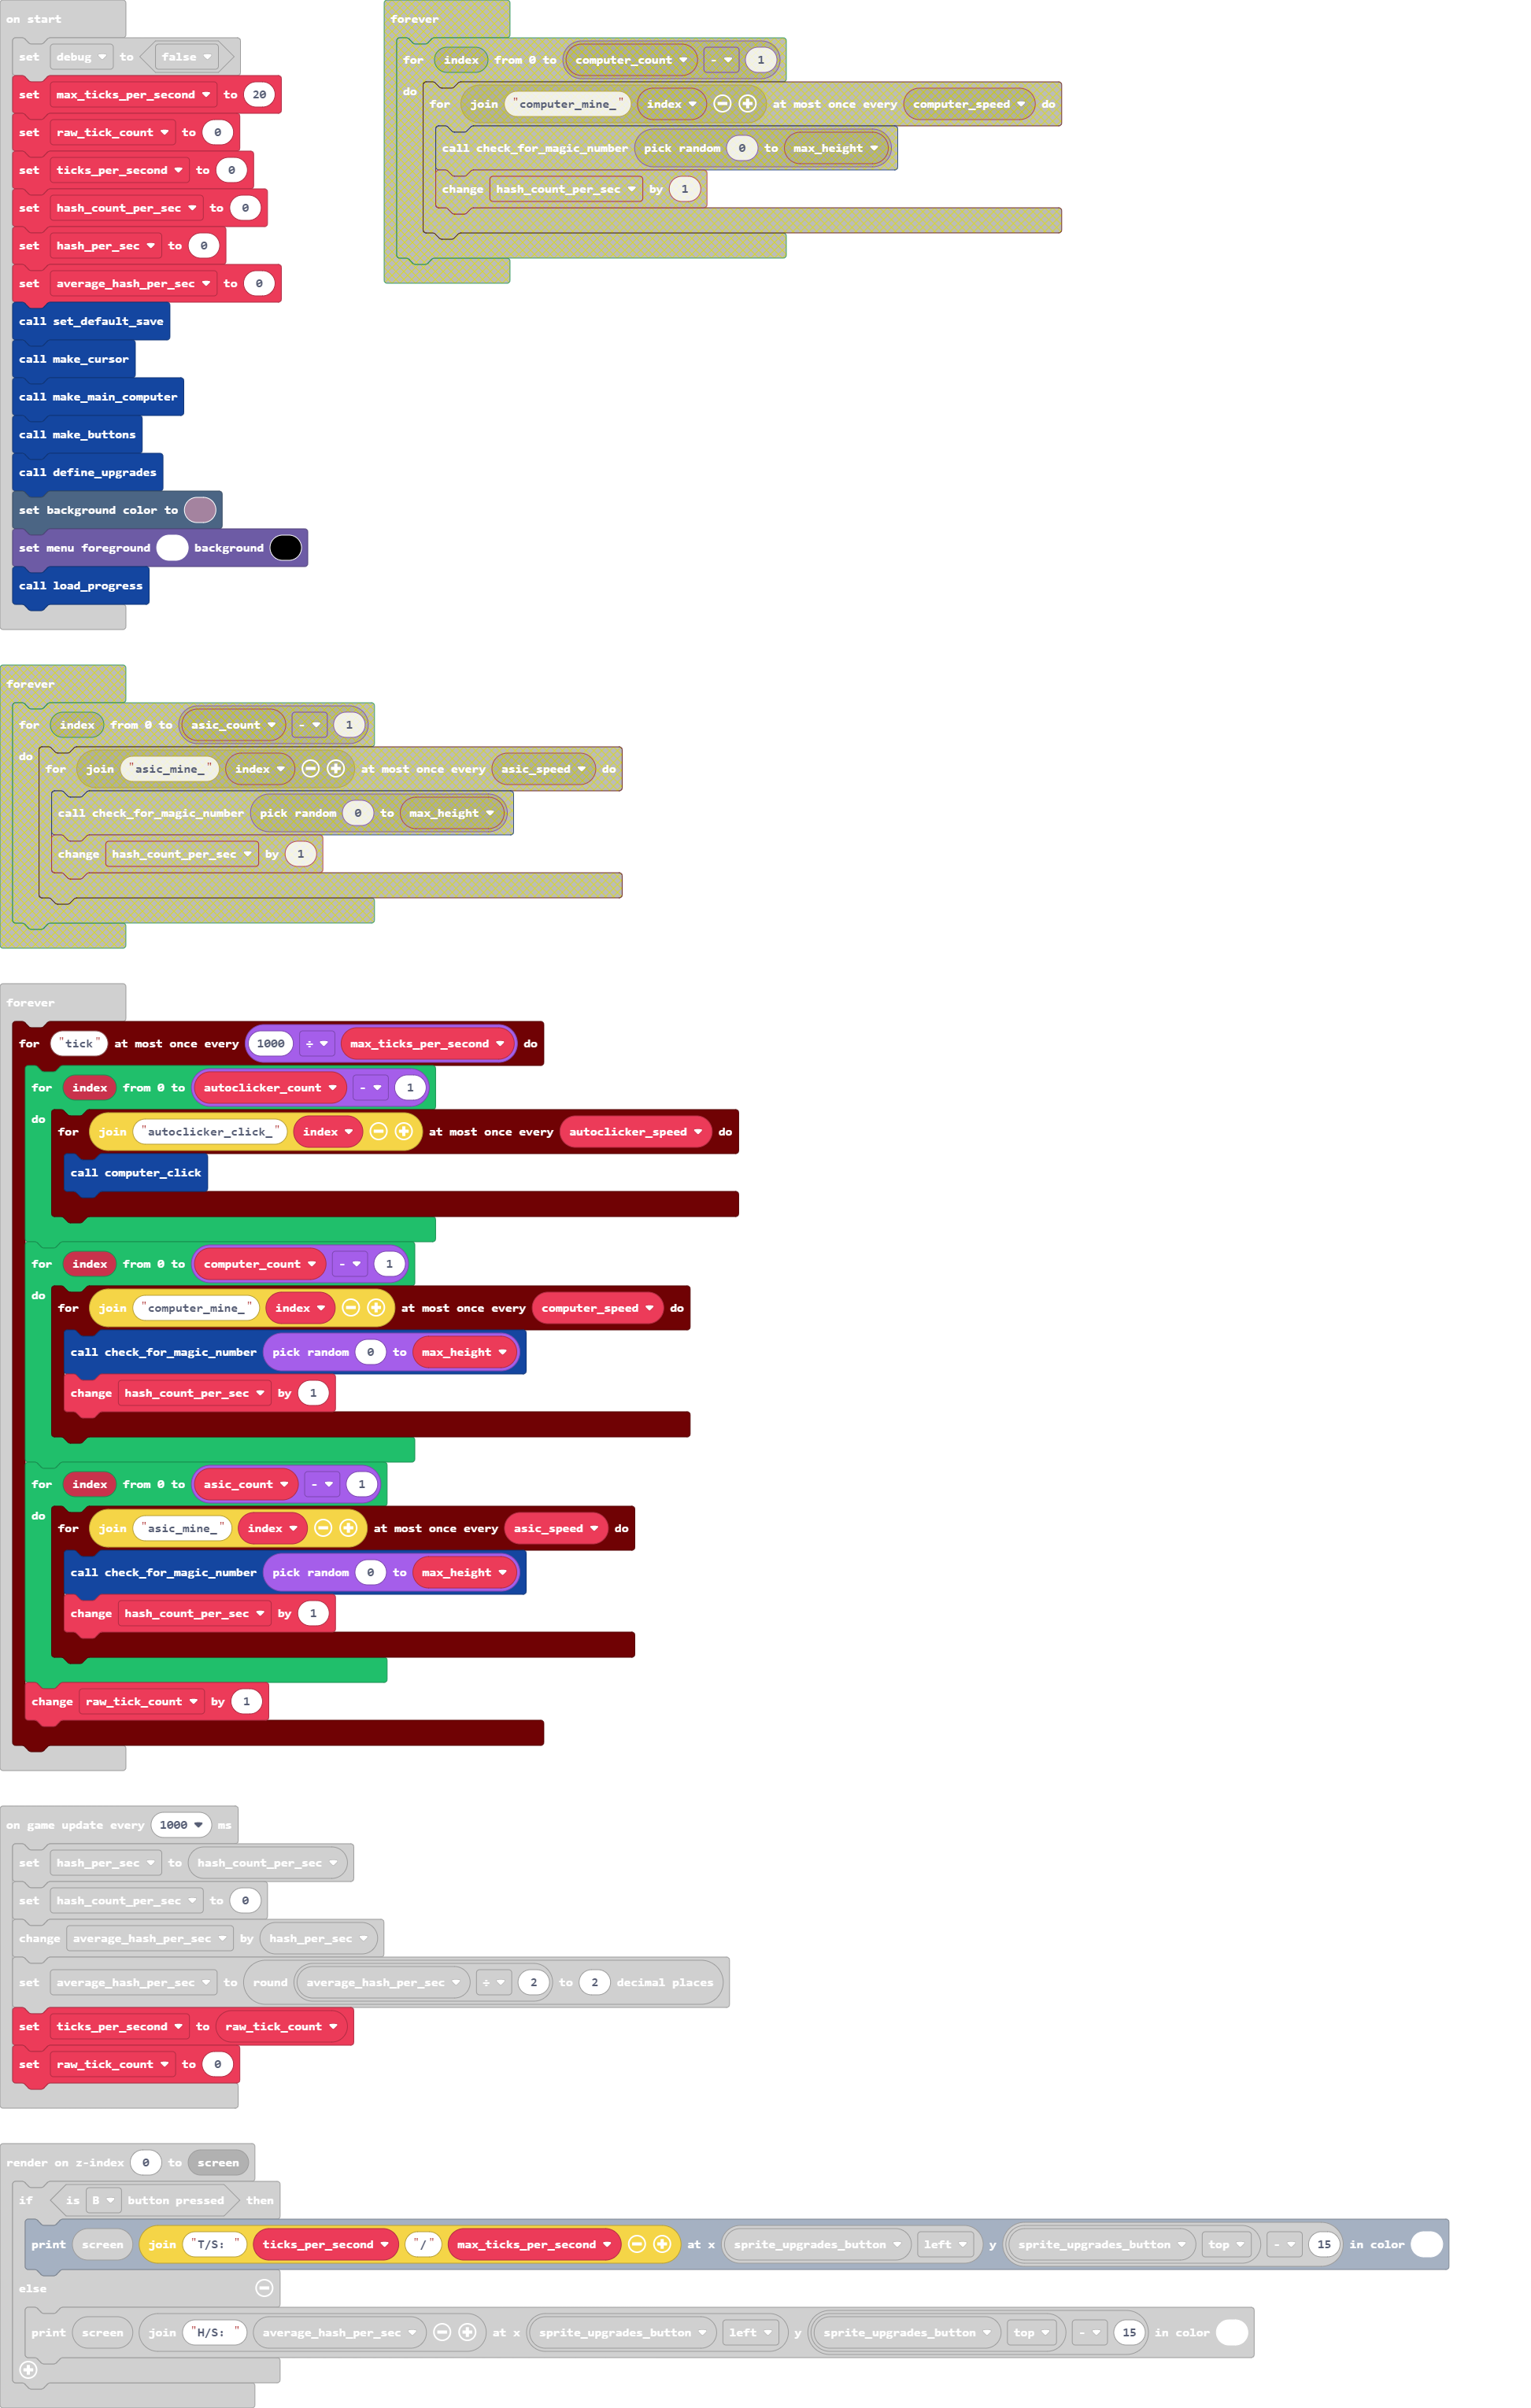 on start
set debug to false
set max_ticks_per_second to 20
set raw_tick_count to 0
set ticks_per_second to 0
set hash_count_per_sec to 0
set hash_per_sec to 0
set average_hash_per_sec to 0
call set_default_save
call make_cursor
call make_main_computer
call make_buttons
call define_upgrades
set background color to
set menu foreground background
call load_progress
forever
for index from 0 to computer_count - 1
do
for join "computer_mine_" index at most once every computer_speed do
call check_for_magic_number pick random 0 to max_height
change hash_count_per_sec by 1
forever
for index from 0 to asic_count - 1
do
for join "asic_mine_" index at most once every asic_speed do
call check_for_magic_number pick random 0 to max_height
change hash_count_per_sec by 1
forever
for "tick" at most once every 1000 ÷ max_ticks_per_second do
for index from 0 to autoclicker_count - 1
do
for join "autoclicker_click_" index at most once every autoclicker_speed do
call computer_click
for index from 0 to computer_count - 1
do
for join "computer_mine_" index at most once every computer_speed do
call check_for_magic_number pick random 0 to max_height
change hash_count_per_sec by 1
for index from 0 to asic_count - 1
do
for join "asic_mine_" index at most once every asic_speed do
call check_for_magic_number pick random 0 to max_height
change hash_count_per_sec by 1
change raw_tick_count by 1
on game update every 1000 ms
set hash_per_sec to hash_count_per_sec
set hash_count_per_sec to 0
change average_hash_per_sec by hash_per_sec
set average_hash_per_sec to round average_hash_per_sec ÷ 2 to 2 decimal places
set ticks_per_second to raw_tick_count
set raw_tick_count to 0
render on z-index 0 to screen
if is B button pressed then
print screen join "T/S: " ticks_per_second "/" max_ticks_per_second at x sprite_upgrades_button left y sprite_upgrades_button top - 15 in color
else
print screen join "H/S: " average_hash_per_sec at x sprite_upgrades_button left y sprite_upgrades_button top - 15 in color